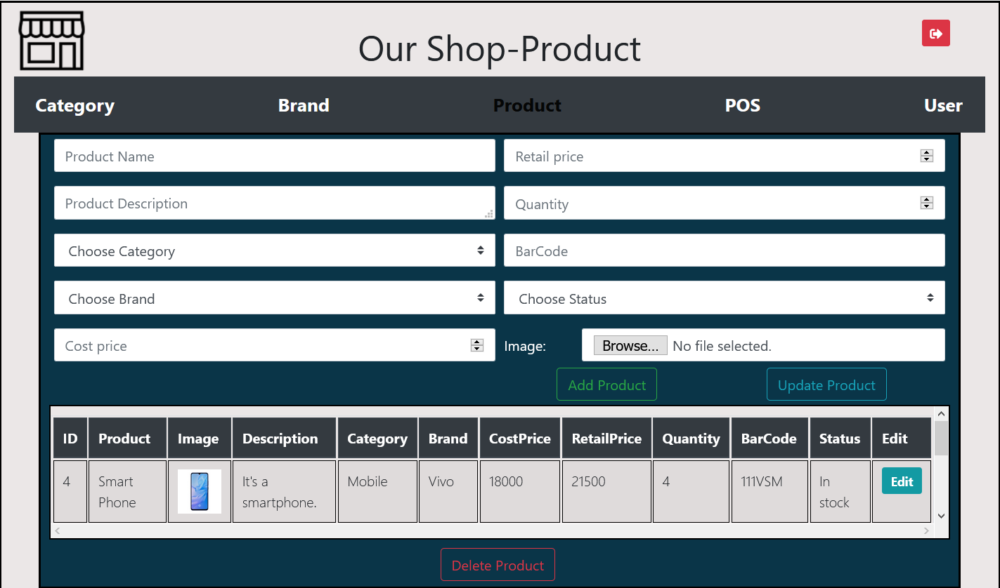 Our Shop-Product
Category Brand Product POS User
Product Name Retail price
Product Description Quantity
Choose Category BarCode
Choose Brand Choose Status
Cost price Image: Browse... No file selected.
Add Product Update Product
ID Product Image Description Category Brand CostPrice RetailPrice Quantity BarCode Status Edit
4 Smart It's a Mobile Vivo 18000 21500 4 111VSM In Edit
Phone smartphone. stock
Delete Product